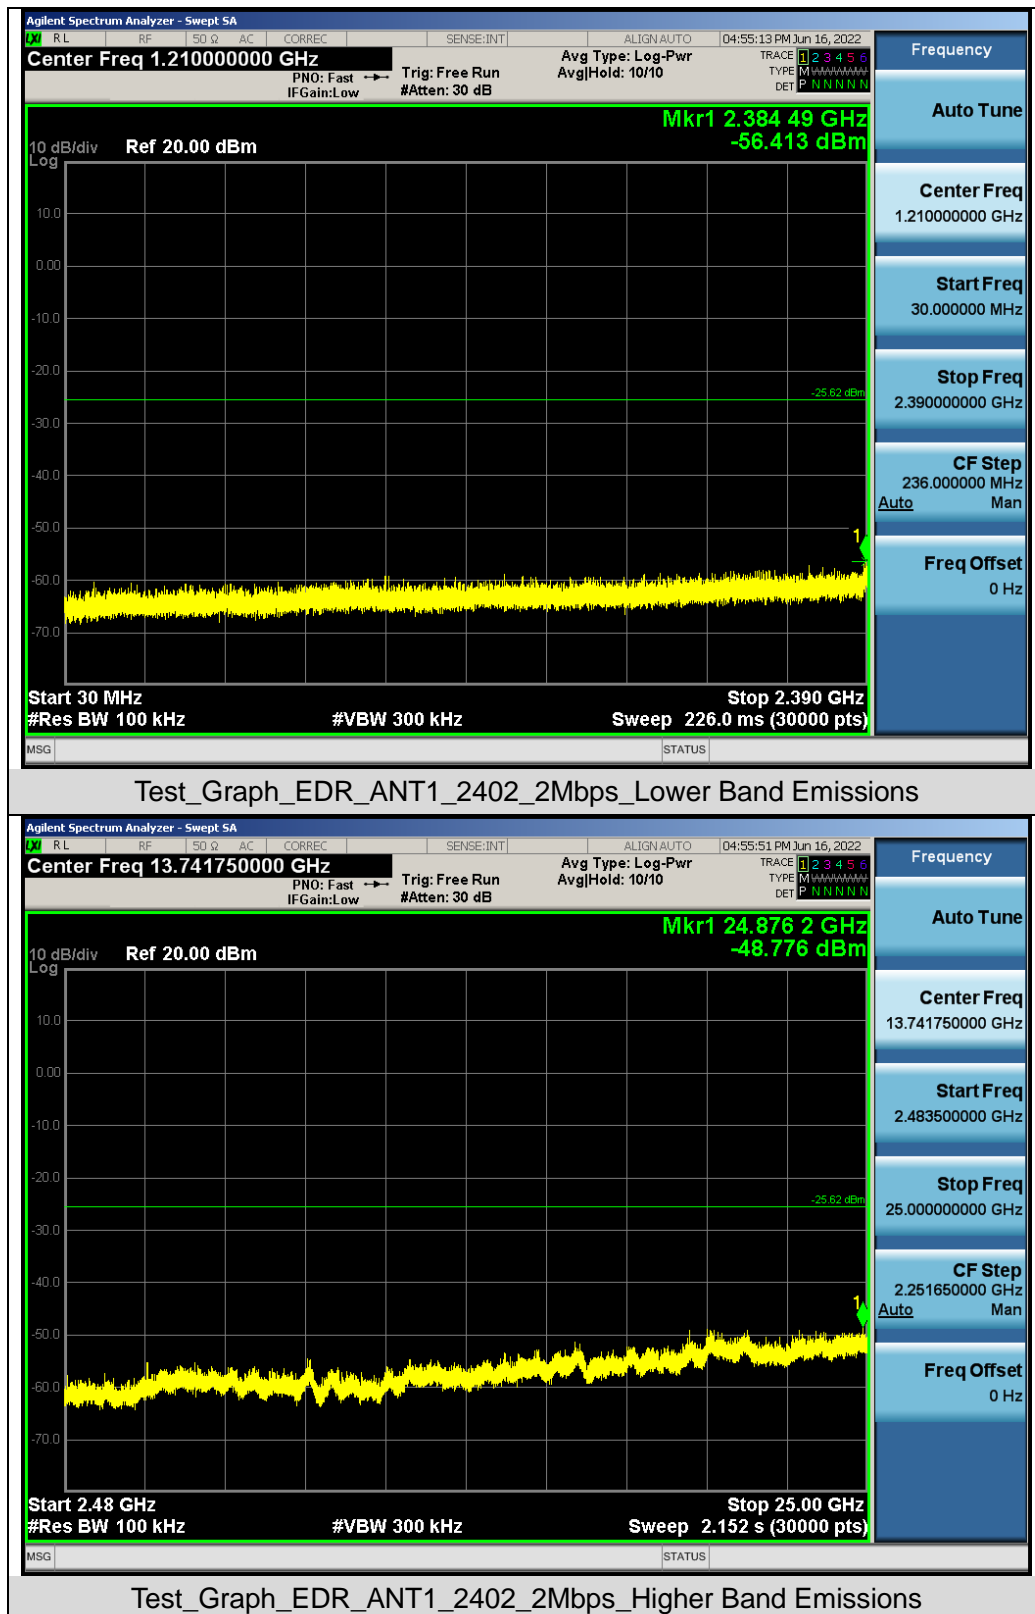 Agilent Spectrum Analyzer - Swept SA
LXI RL RF 50 Ω AC CORREC SENSE:INT ALIGN AUTO 04:55:13 PM Jun 16, 2022
Center Freq 1.210000000 GHz
PNO: Fast
IFGain:Low
Trig: Free Run
#Atten: 30 dB
Avg Type: Log-Pwr
Avg|Hold: 10/10
TRACE 1 2 3 4 5 6
TYPE M WWWWW
DET P N N N N N
Mkr1 2.384 49 GHz
-56.413 dBm
10 dB/div Ref 20.00 dBm
Log
10.0
0.00
-10.0
-20.0
-25.62 dBm
-30.0
-40.0
-50.0
1
-60.0
-70.0
Start 30 MHz Stop 2.390 GHz
#Res BW 100 kHz #VBW 300 kHz Sweep 226.0 ms (30000 pts)
MSG STATUS
Frequency
Auto Tune
Center Freq
1.210000000 GHz
Start Freq
30.000000 MHz
Stop Freq
2.390000000 GHz
CF Step
236.000000 MHz
Auto Man
Freq Offset
0 Hz
Test_Graph_EDR_ANT1_2402_2Mbps_Lower Band Emissions
Agilent Spectrum Analyzer - Swept SA
LXI RL RF 50 Ω AC CORREC SENSE:INT ALIGN AUTO 04:55:51 PM Jun 16, 2022
Center Freq 13.741750000 GHz
PNO: Fast
IFGain:Low
Trig: Free Run
#Atten: 30 dB
Avg Type: Log-Pwr
Avg|Hold: 10/10
TRACE 1 2 3 4 5 6
TYPE M WWWWW
DET P N N N N N
Mkr1 24.876 2 GHz
-48.776 dBm
10 dB/div Ref 20.00 dBm
Log
10.0
0.00
-10.0
-20.0
-25.62 dBm
-30.0
-40.0
1
-50.0
-60.0
-70.0
Start 2.48 GHz Stop 25.00 GHz
#Res BW 100 kHz #VBW 300 kHz Sweep 2.152 s (30000 pts)
MSG STATUS
Frequency
Auto Tune
Center Freq
13.741750000 GHz
Start Freq
2.483500000 GHz
Stop Freq
25.000000000 GHz
CF Step
2.251650000 GHz
Auto Man
Freq Offset
0 Hz
Test_Graph_EDR_ANT1_2402_2Mbps_Higher Band Emissions